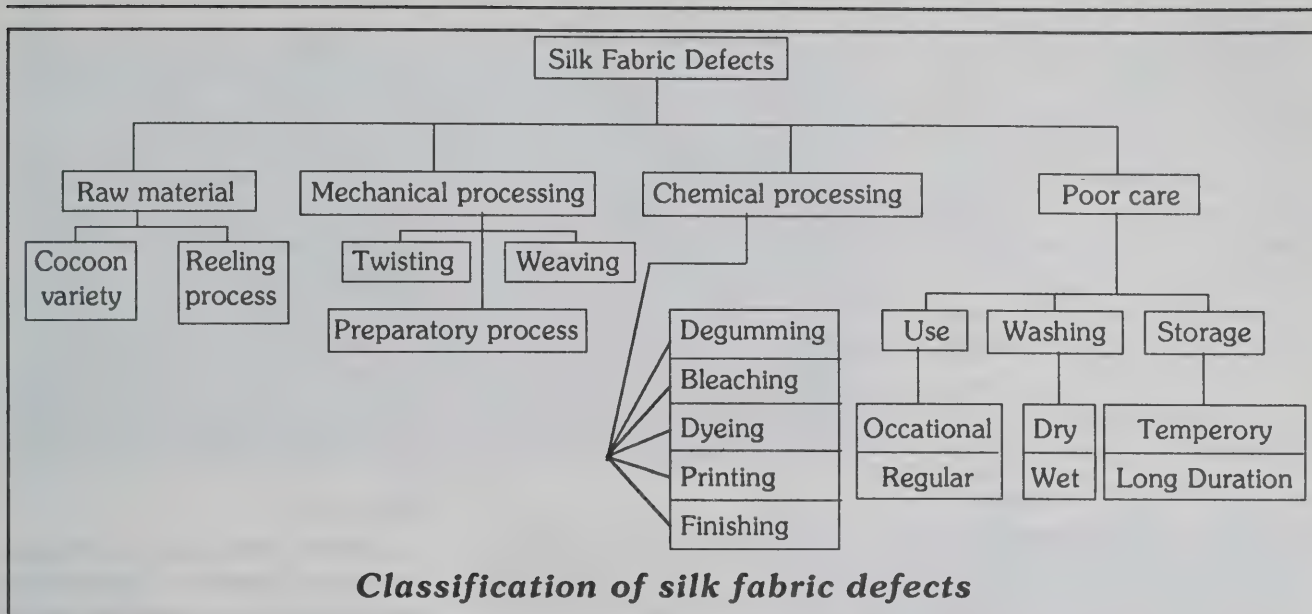 Silk Fabric Defects
Raw material
Mechanical processing
Chemical processing
Poor care
Cocoon
variety
Reeling
process
Twisting
Weaving
Preparatory process
Degumming
Bleaching
Dyeing
Printing
Finishing
Use
Washing
Storage
Occational
Regular
Dry
Wet
Temperory
Long Duration
Classification of silk fabric defects